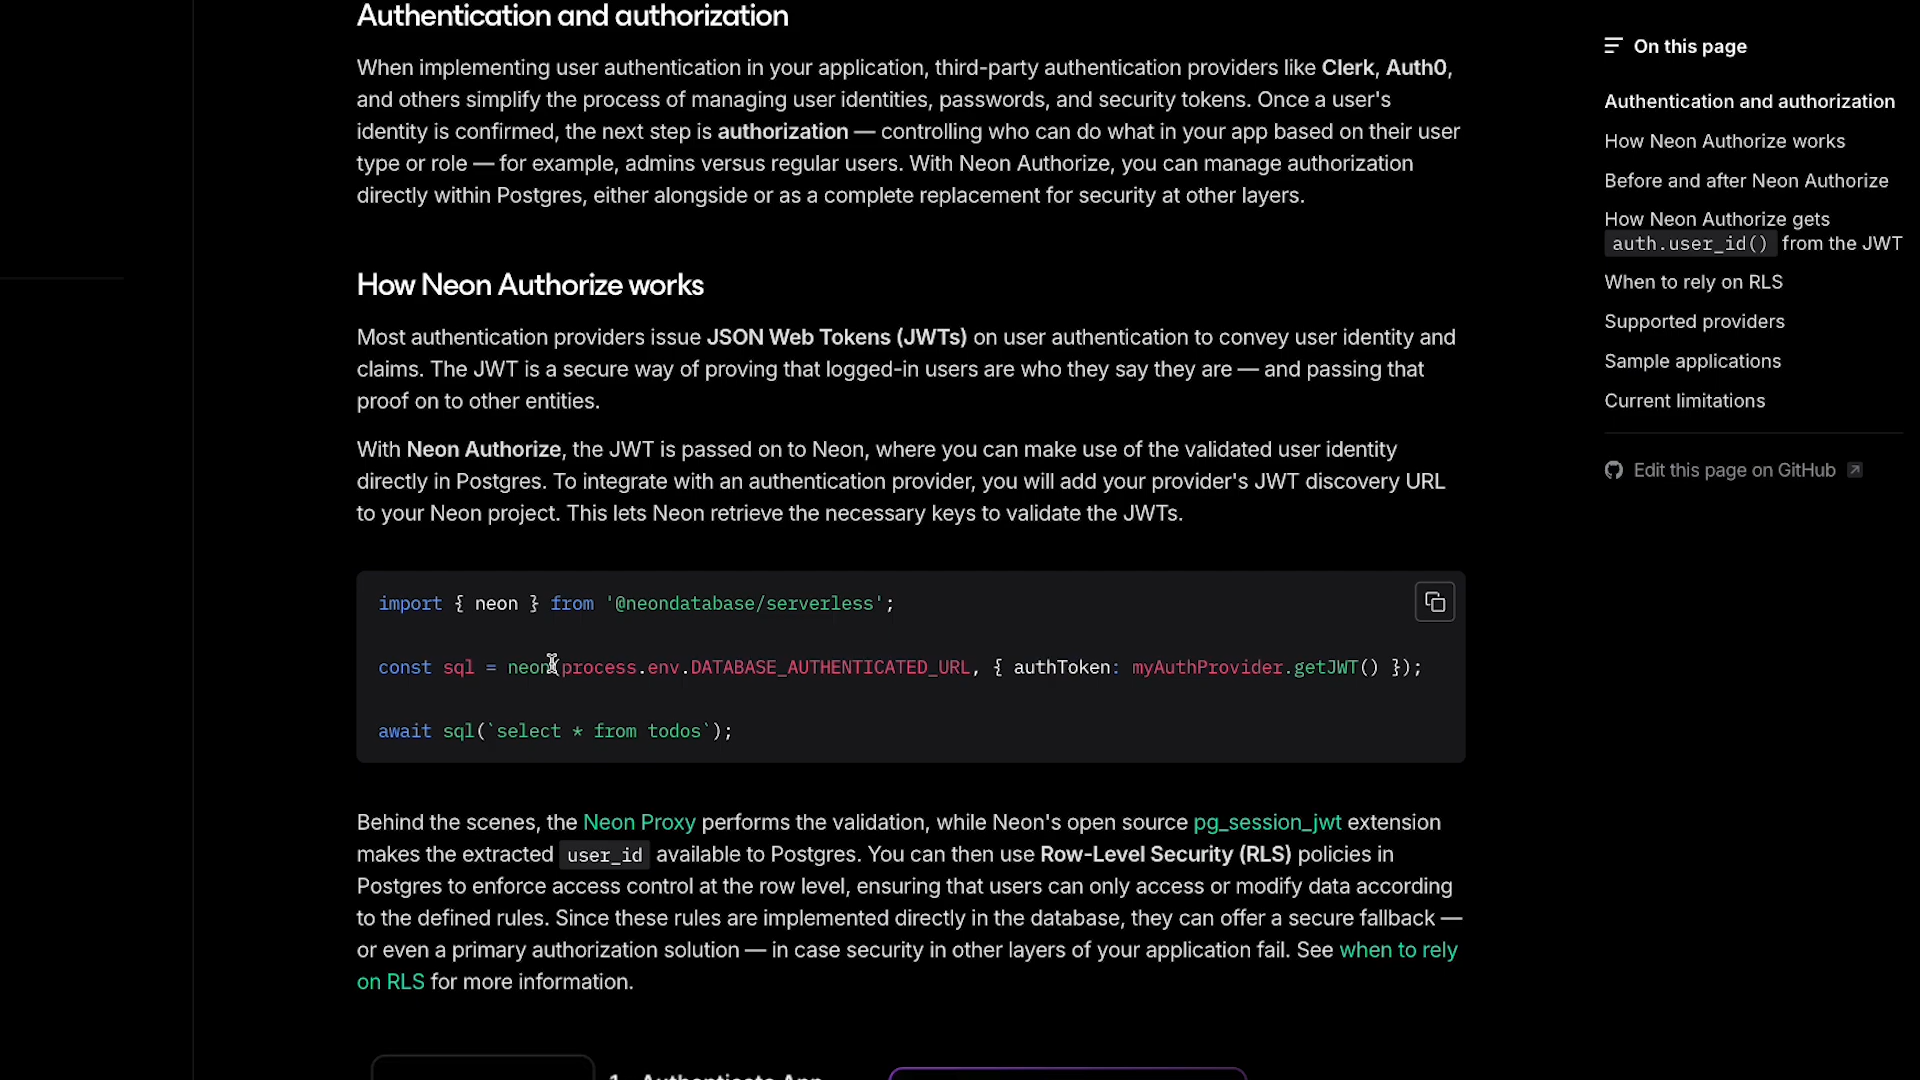 Authentication and authorization
When implementing user authentication in your application, third-party authentication providers like Clerk, Auth0,
and others simplify the process of managing user identities, passwords, and security tokens. Once a user's
identity is confirmed, the next step is authorization — controlling who can do what in your app based on their user
type or role — for example, admins versus regular users. With Neon Authorize, you can manage authorization
directly within Postgres, either alongside or as a complete replacement for security at other layers.
How Neon Authorize works
Most authentication providers issue JSON Web Tokens (JWTs) on user authentication to convey user identity and
claims. The JWT is a secure way of proving that logged-in users are who they say they are — and passing that
proof on to other entities.
With Neon Authorize, the JWT is passed on to Neon, where you can make use of the validated user identity
directly in Postgres. To integrate with an authentication provider, you will add your provider's JWT discovery URL
to your Neon project. This lets Neon retrieve the necessary keys to validate the JWTs.
import { neon } from '@neondatabase/serverless';
const sql = neon(process.env.DATABASE_AUTHENTICATED_URL, { authToken: myAuthProvider.getJWT() });
await sql(`select * from todos`);
Behind the scenes, the Neon Proxy performs the validation, while Neon's open source pg_session_jwt extension
makes the extracted user_id available to Postgres. You can then use Row-Level Security (RLS) policies in
Postgres to enforce access control at the row level, ensuring that users can only access or modify data according
to the defined rules. Since these rules are implemented directly in the database, they can offer a secure fallback —
or even a primary authorization solution — in case security in other layers of your application fail. See when to rely
on RLS for more information.
1. Authenticate App
On this page
Authentication and authorization
How Neon Authorize works
Before and after Neon Authorize
How Neon Authorize gets
auth.user_id() from the JWT
When to rely on RLS
Supported providers
Sample applications
Current limitations
Edit this page on GitHub